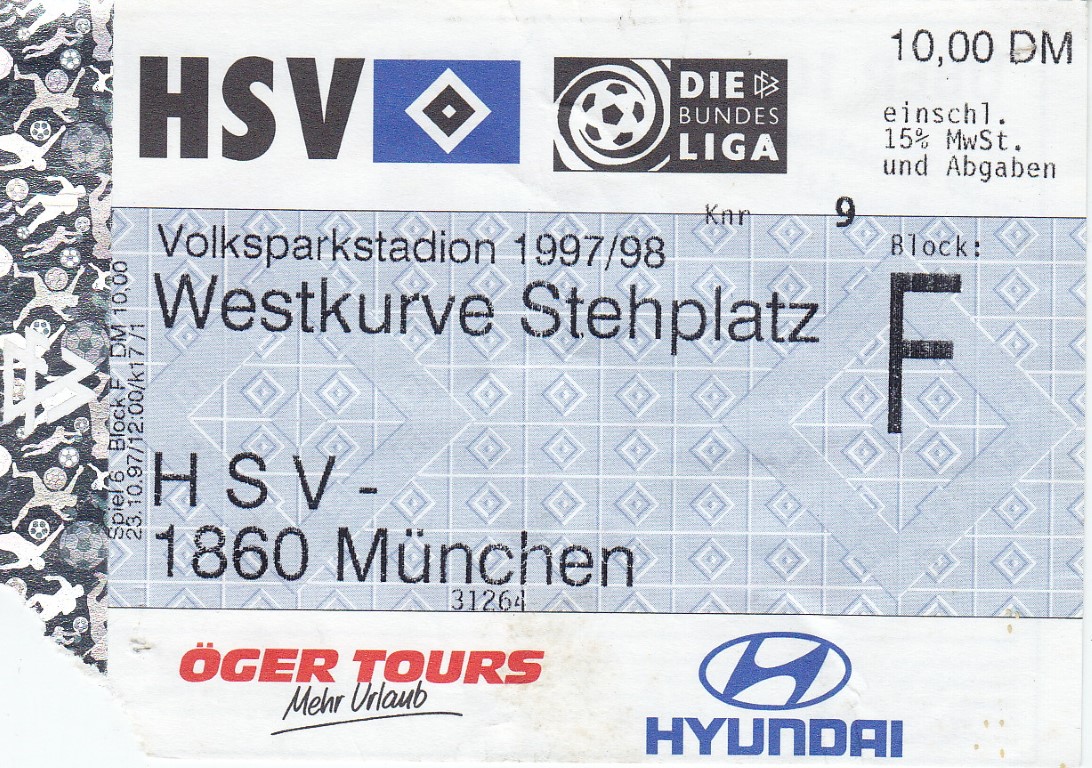 HSV
DIE
BUNDES
LIGA
10,00 DM
einschl.
15% MwSt.
und Abgaben
Knr 9
Block:
F
Volksparkstadion 1997/98
Westkurve Stehplatz
H S V -
1860 München
31264
Spiel 6 Block F DM 10,00
23.10.97/12:00/k17/1
ÖGER TOURS
Mehr Urlaub
HYUNDAI